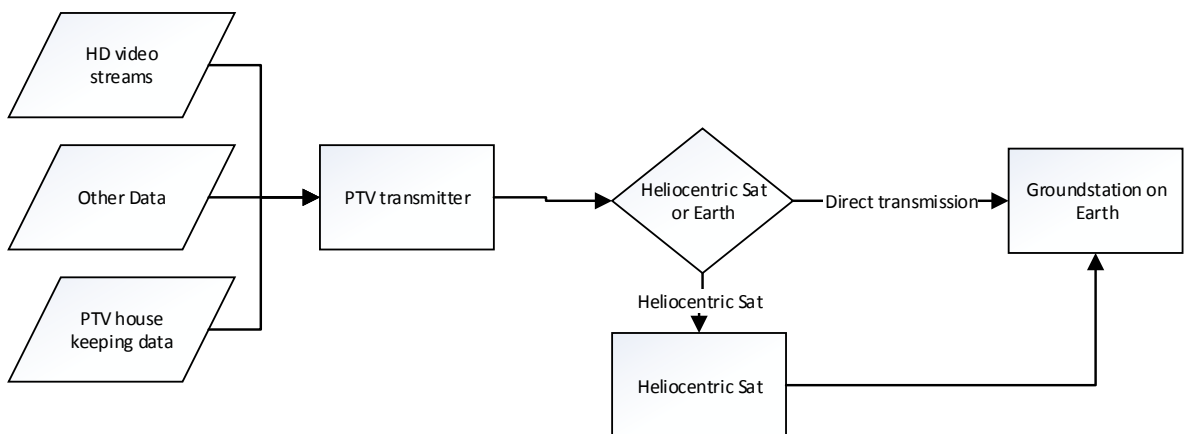 HD video
streams
Other Data
PTV house
keeping data
PTV transmitter
Heliocentric Sat
or Earth
Direct transmission
Groundstation on
Earth
Heliocentric Sat
Heliocentric Sat